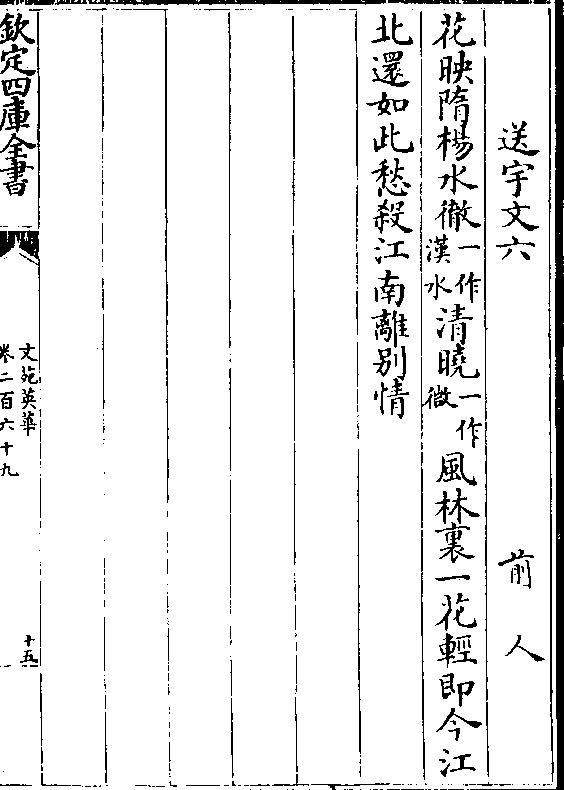 送宇文六 前人
花映隋楊水徹一作漢水清曉一作微風林裏一花輕即今江
北還如此愁殺江南離別情
欽定四庫全書
文苑英華
卷二百六十九
十五